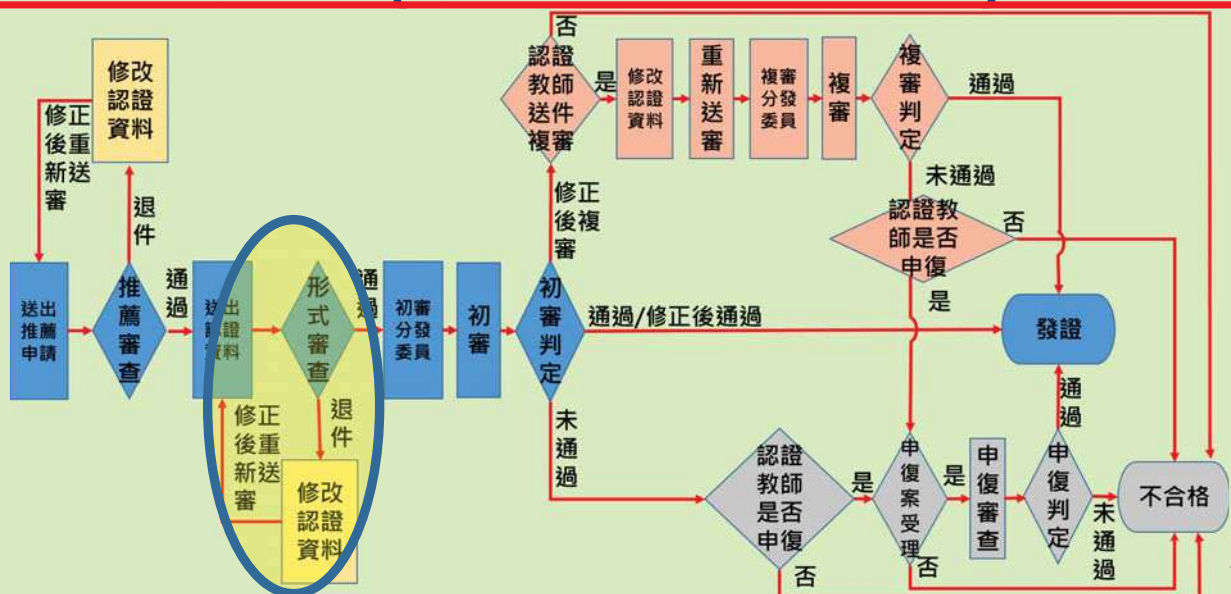 修改
認證
資料
修正
後重
新送
審
退
件
送出
推薦
申請
推
薦
審
查
通
過
送出
認證
資料
形
式
審
查
通
過
退
件
修正
後重
新送
審
修改
認證
資料
初審
分發
委員
初
審
初
審
判
定
修正
後複
審
通過/修正後通過
未
通
過
否
認證
教師
送件
複審
是
修改
認證
資料
重
新
送
審
複審
分發
委員
複
審
複
審
判
定
通過
未通過
認證教
師是否
申復
否
是
發證
認證
教師
是否
申復
是
否
申
復
案
受
理
是
否
申
復
審
查
申
復
判
定
通
過
未
通
過
不合格